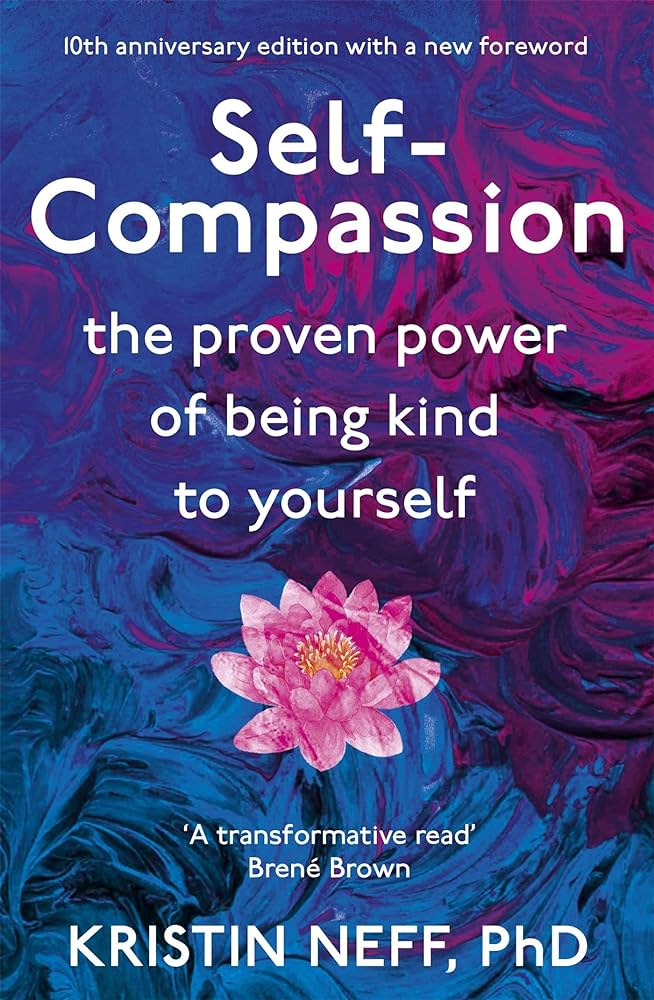 10th anniversary edition with a new foreword
Self-
Compassion
the proven power
of being kind
to yourself
‘A transformative read’
Brené Brown
KRISTIN NEFF, PhD